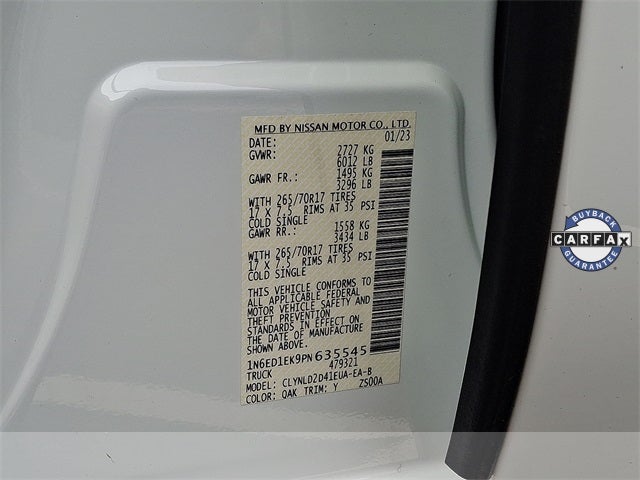 MFD BY NISSAN MOTOR CO., LTD.
DATE: 01/23
GVWR: 2727 KG
6012 LB
GAWR FR.: 1495 KG
3296 LB
WITH 265/70R17 TIRES
17 X 7.5 RIMS AT 35 PSI
COLD SINGLE
GAWR RR.: 1558 KG
3434 LB
WITH 265/70R17 TIRES
17 X 7.5 RIMS AT 35 PSI
COLD SINGLE
THIS VEHICLE CONFORMS TO
ALL APPLICABLE FEDERAL
MOTOR VEHICLE SAFETY AND
THEFT PREVENTION
STANDARDS IN EFFECT ON
THE DATE OF MANUFACTURE
SHOWN ABOVE.
1N6ED1EK9PN635545
TRUCK 479321
MODEL: CLYNLD2D41EUA-EA-B
COLOR: QAK TRIM: Y ZS00A
BUYBACK
CARFAX
GUARANTEE